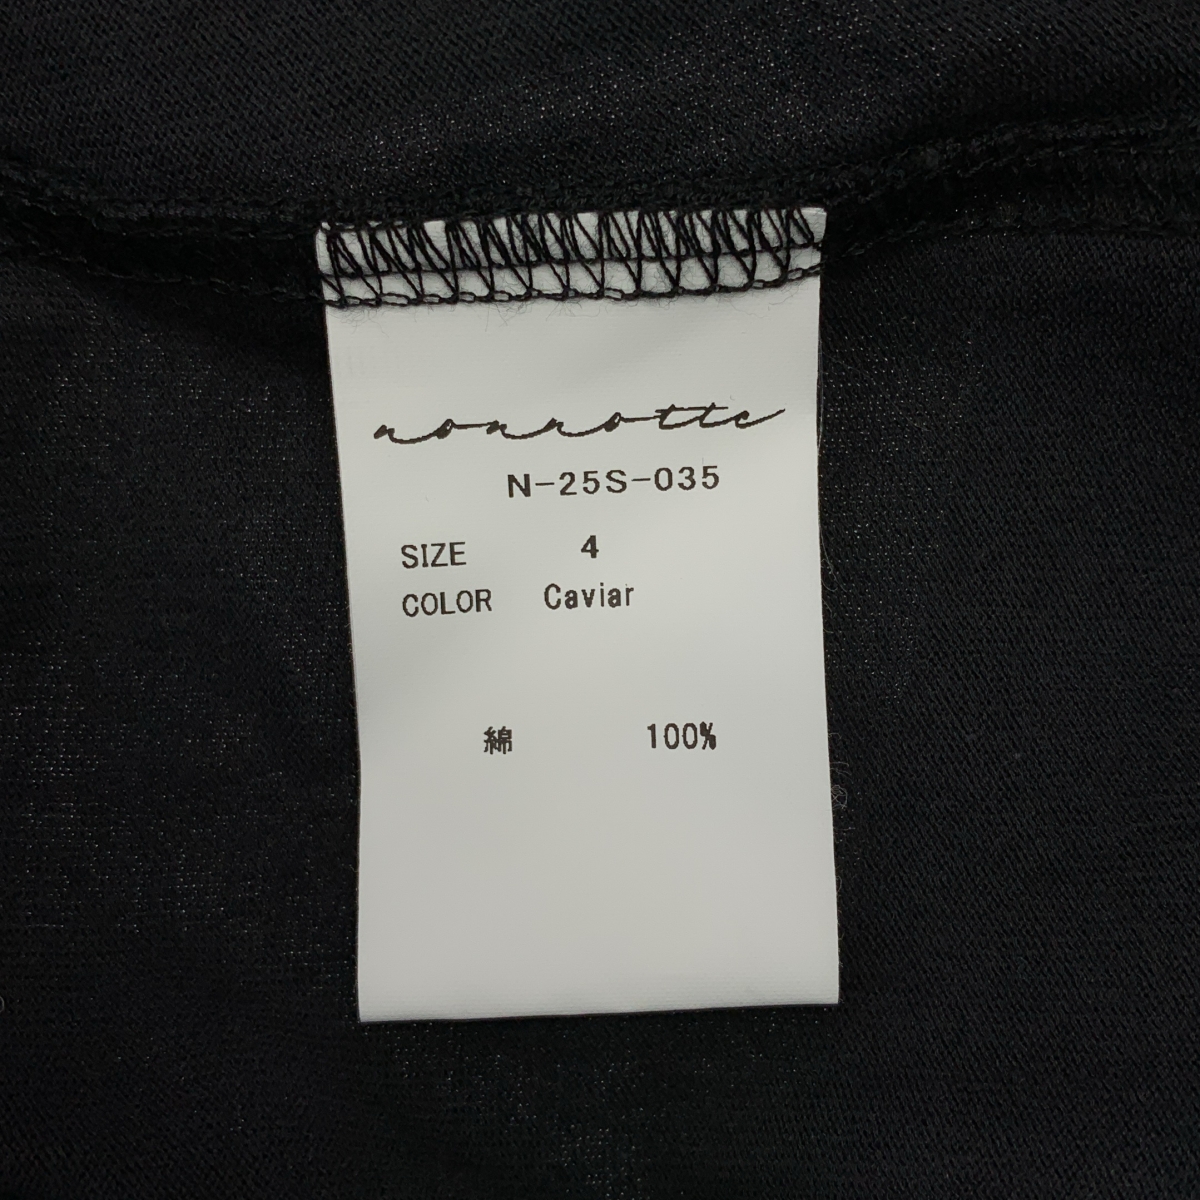 nonnotte
N-25S-035
SIZE 4
COLOR Caviar
綿 100%